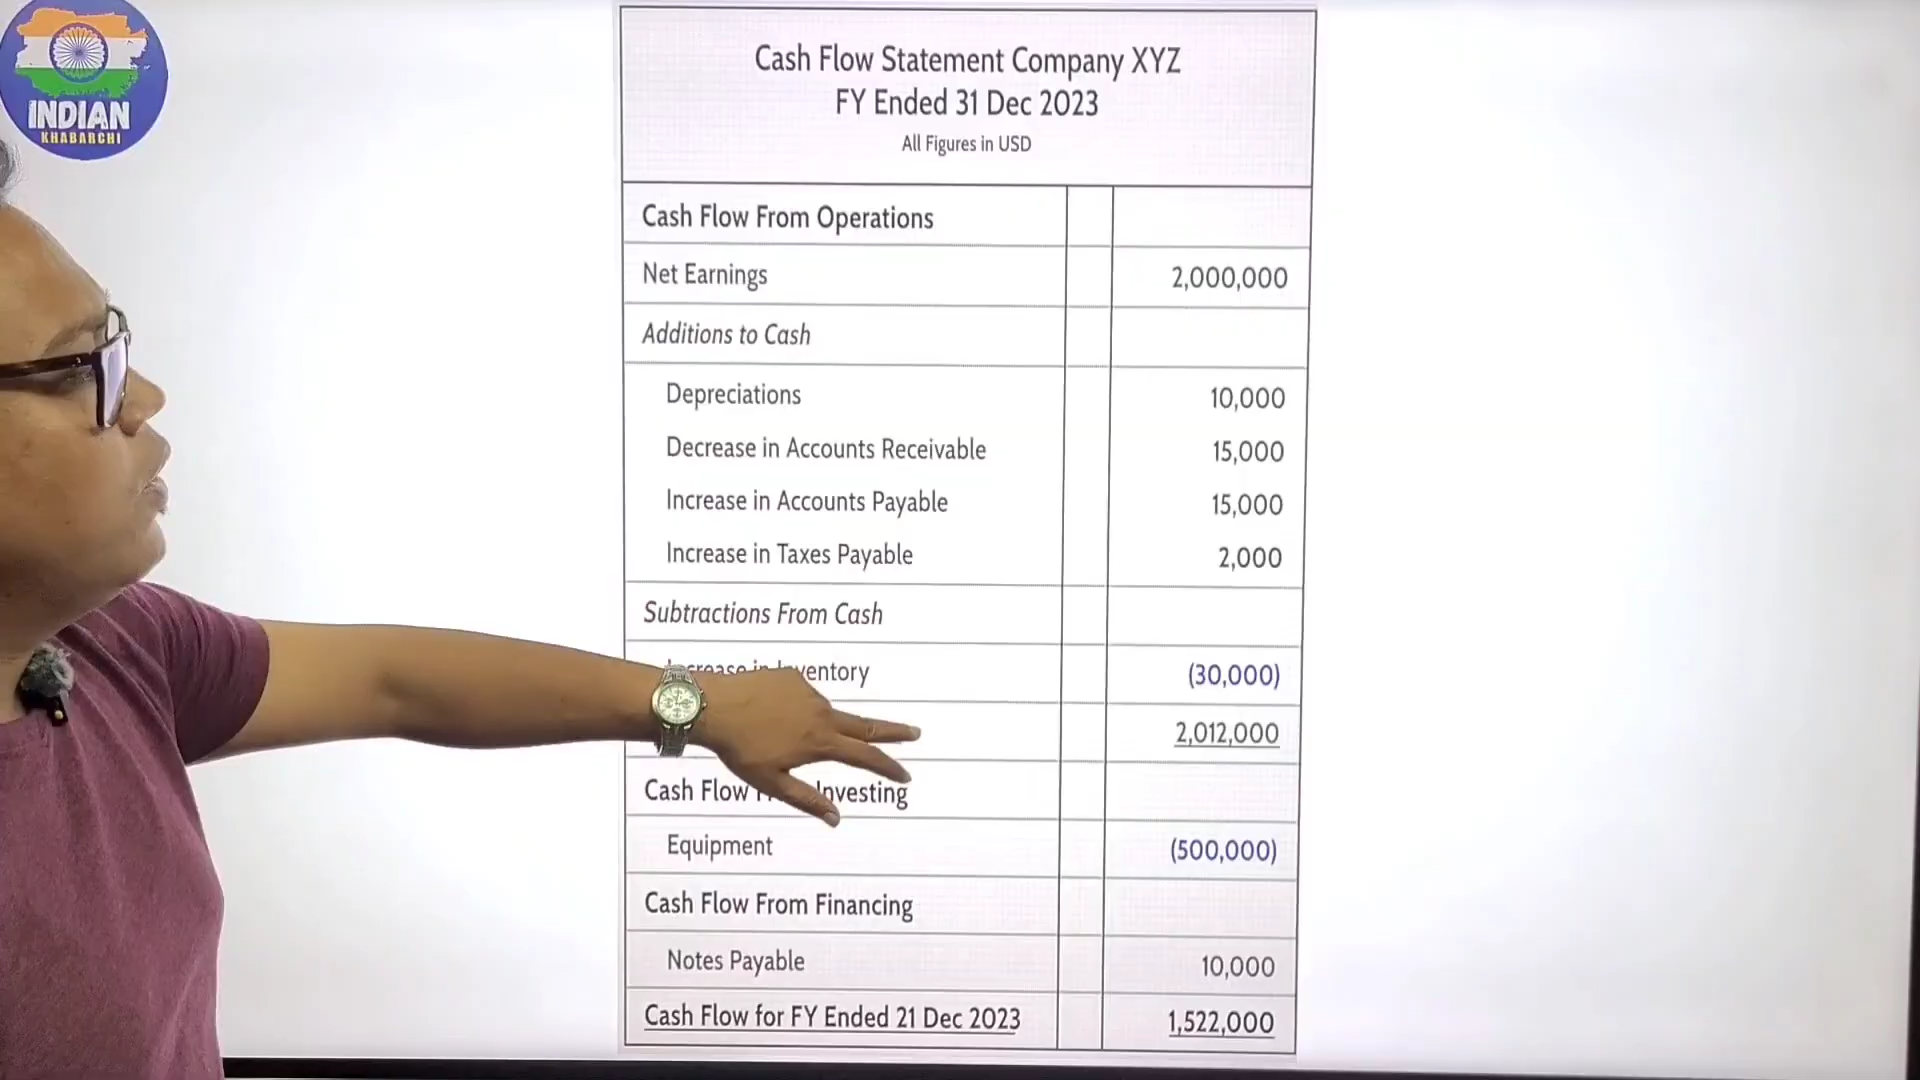 INDIAN
KHABARCHI
Cash Flow Statement Company XYZ
FY Ended 31 Dec 2023
All Figures in USD
Cash Flow From Operations
Net Earnings 2,000,000
Additions to Cash
Depreciations 10,000
Decrease in Accounts Receivable 15,000
Increase in Accounts Payable 15,000
Increase in Taxes Payable 2,000
Subtractions From Cash
Increase in Inventory (30,000)
2,012,000
Cash Flow Investing
Equipment (500,000)
Cash Flow From Financing
Notes Payable 10,000
Cash Flow for FY Ended 21 Dec 2023 1,522,000